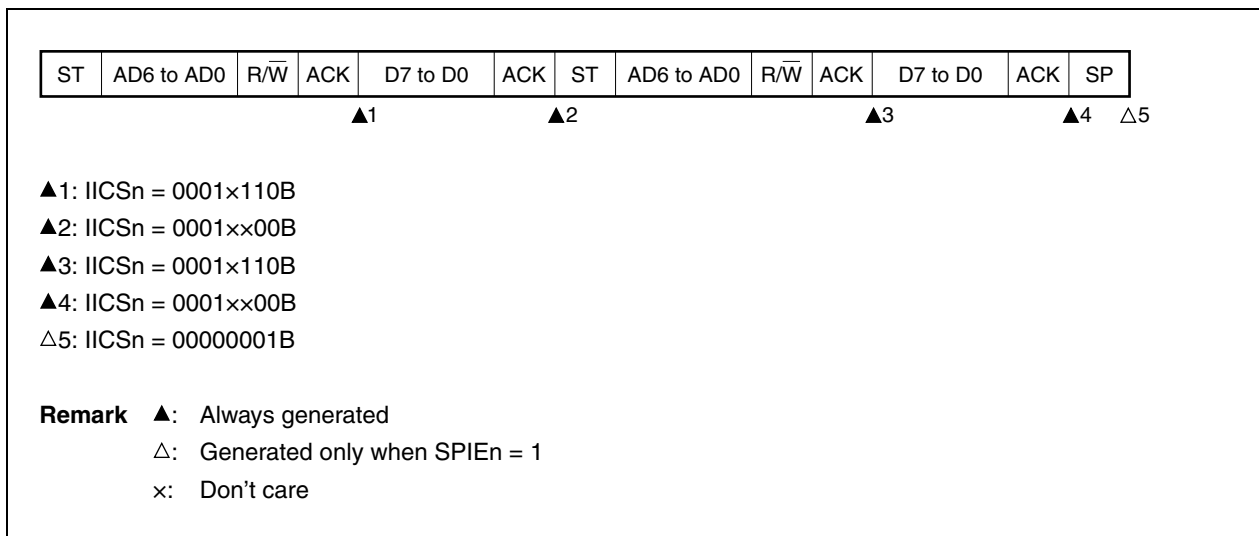 ST AD6 to AD0 R/W̅ ACK D7 to D0 ACK ST AD6 to AD0 R/W̅ ACK D7 to D0 ACK SP
▲1 ▲2 ▲3 ▲4 △5
▲1: IICSn = 0001×110B
▲2: IICSn = 0001××00B
▲3: IICSn = 0001×110B
▲4: IICSn = 0001××00B
△5: IICSn = 00000001B
Remark ▲: Always generated
△: Generated only when SPIEn = 1
×: Don't care